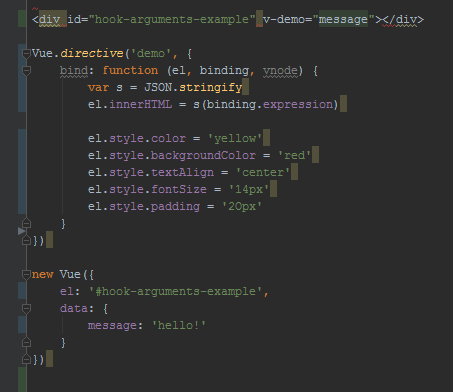 <div id="hook-arguments-example" v-demo="message"></div>
Vue.directive('demo', {
bind: function (el, binding, vnode) {
var s = JSON.stringify
el.innerHTML = s(binding.expression)
el.style.color = 'yellow'
el.style.backgroundColor = 'red'
el.style.textAlign = 'center'
el.style.fontSize = '14px'
el.style.padding = '20px'
}
})
new Vue({
el: '#hook-arguments-example',
data: {
message: 'hello!'
}
})